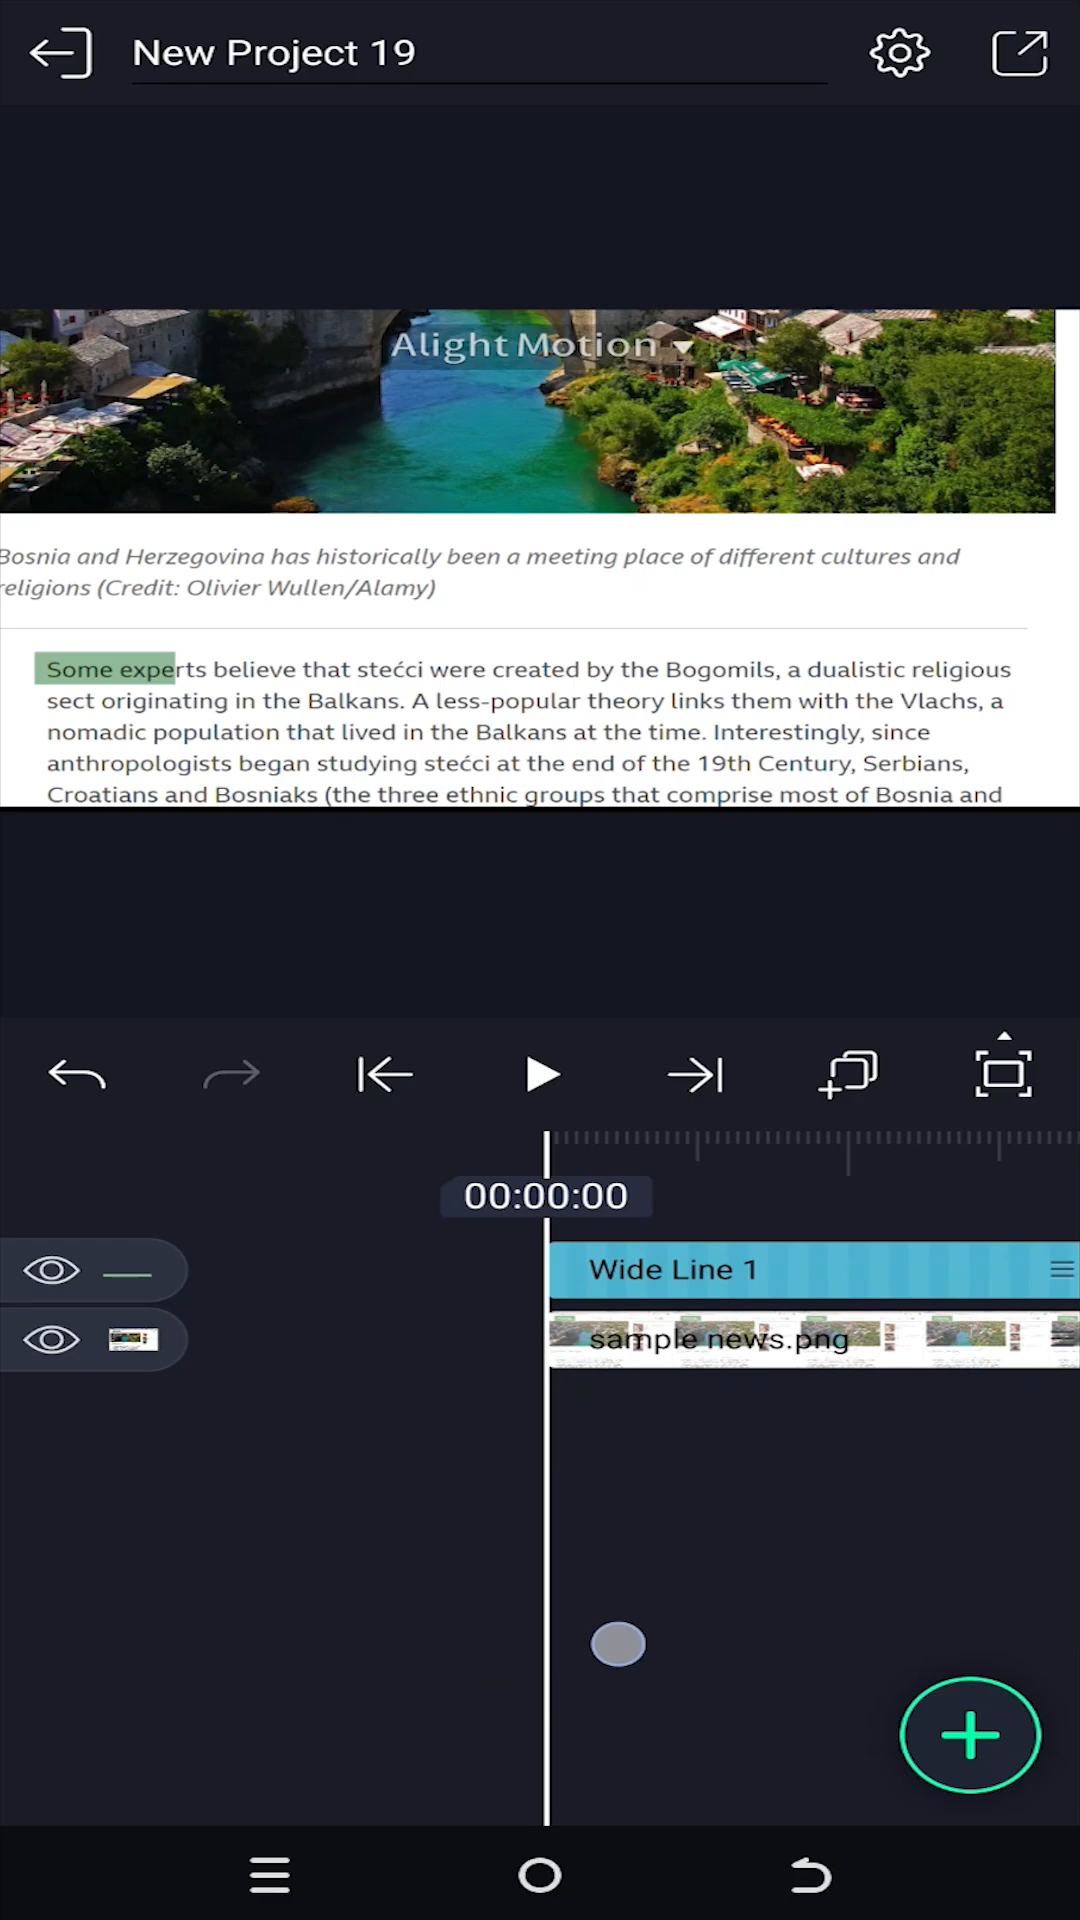 New Project 19
Alight Motion
Bosnia and Herzegovina has historically been a meeting place of different cultures and
religions (Credit: Olivier Wullen/Alamy)
Some experts believe that stećci were created by the Bogomils, a dualistic religious
sect originating in the Balkans. A less-popular theory links them with the Vlachs, a
nomadic population that lived in the Balkans at the time. Interestingly, since
anthropologists began studying stećci at the end of the 19th Century, Serbians,
Croatians and Bosniaks (the three ethnic groups that comprise most of Bosnia and
00:00:00
Wide Line 1
sample news.png